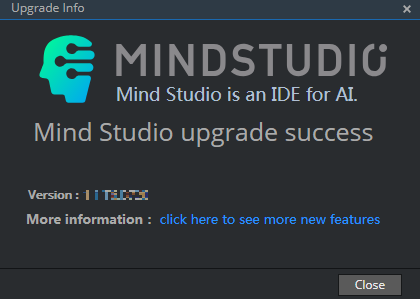 Upgrade Info
MINDSTUDIO
Mind Studio is an IDE for AI.
Mind Studio upgrade success
Version :
More information : click here to see more new features
Close